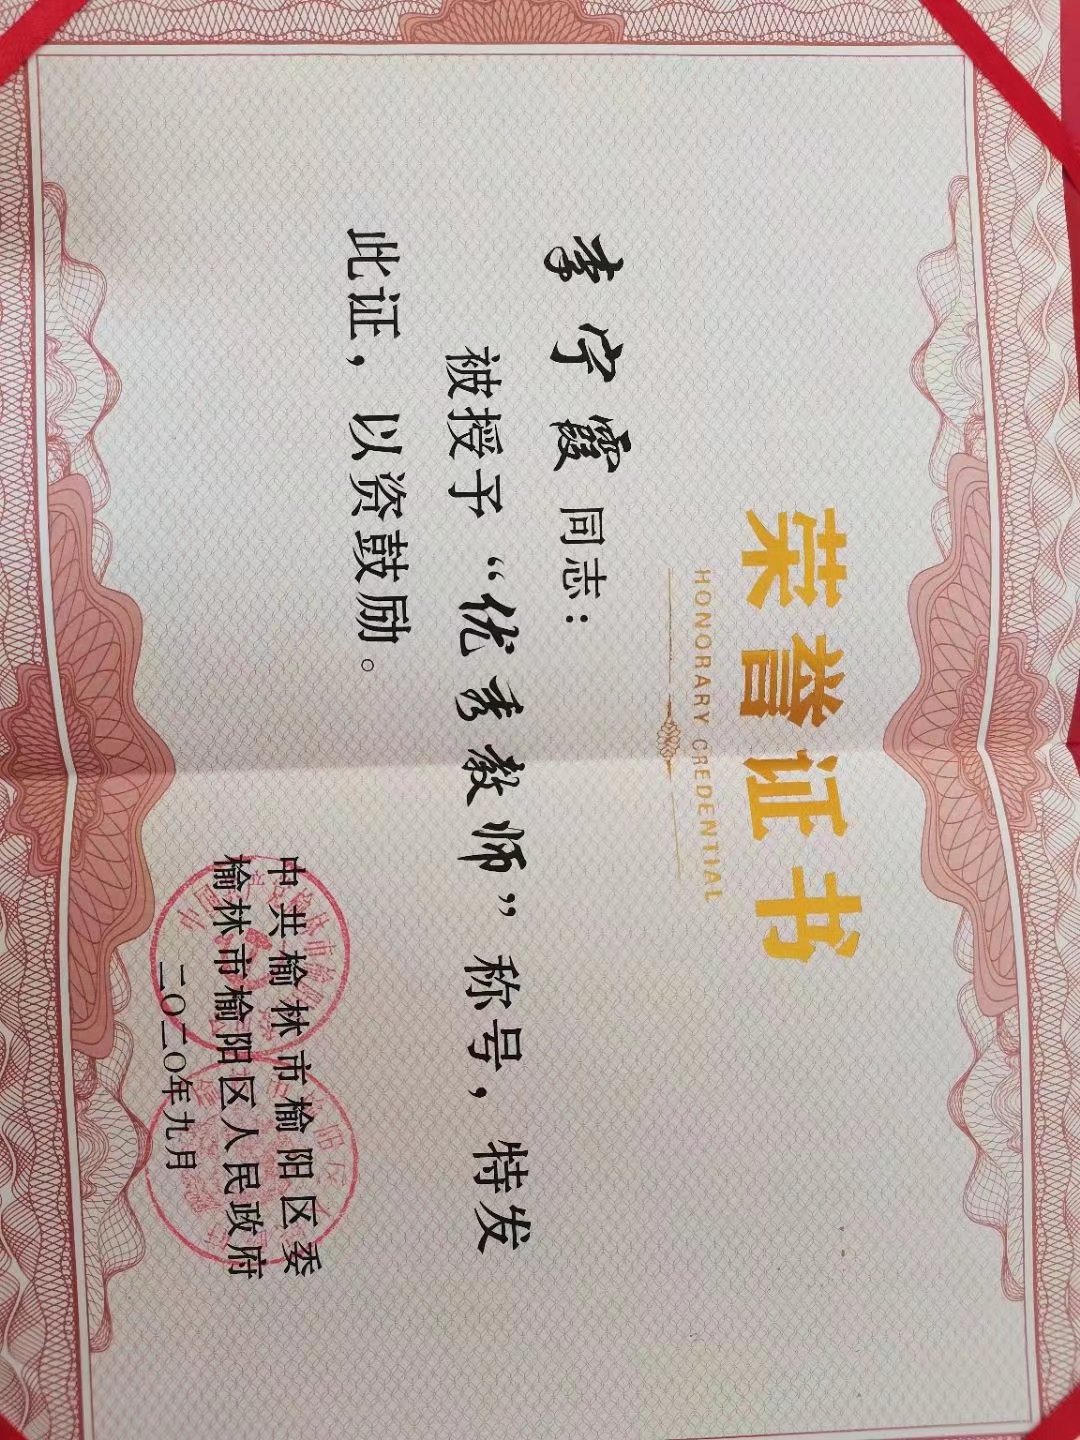 荣誉证书
HONORARY CREDENTIAL
李宁霞同志：
被授予“优秀教师”称号，特发
此证，以资鼓励。
中共榆林市榆阳区委
榆林市榆阳区人民政府
二〇二〇年九月